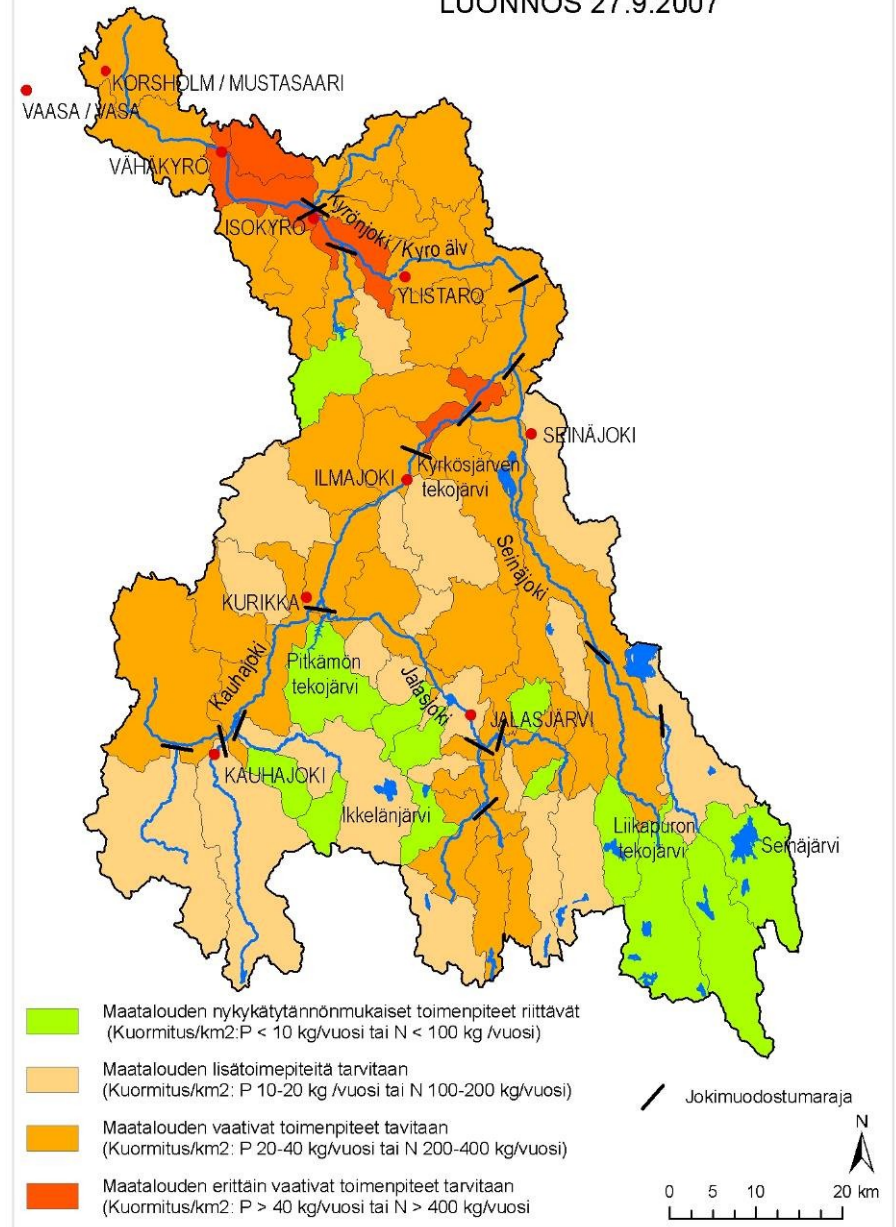 LUONNOS 27.9.2007
KORSHOLM / MUSTASAARI
VAASA / VASA
VÄHÄKYRÖ
ISOKYRÖ
Kyrönjoki / Kyro älv
YLISTARO
SEINÄJOKI
ILMAJOKI
Kyrkösjärven
tekojärvi
Seinäjoki
KURIKKA
Pitkämön
tekojärvi
Kauhajoki
Jalasjoki
JALASJÄRVI
KAUHAJOKI
Ikkelänjärvi
Liikapuron
tekojärvi
Seinäjärvi
Maatalouden nykykätytännönmukaiset toimenpiteet riittävät
(Kuormitus/km2:P < 10 kg/vuosi tai N < 100 kg /vuosi)
Maatalouden lisätoimepiteitä tarvitaan
(Kuormitus/km2: P 10-20 kg /vuosi tai N 100-200 kg/vuosi)
Jokimuodostumaraja
Maatalouden vaativat toimenpiteet tavitaan
(Kuormitus/km2: P 20-40 kg/vuosi tai N 200-400 kg/vuosi)
Maatalouden erittäin vaativat toimenpiteet tarvitaan
(Kuormitus/km2: P > 40 kg/vuosi tai N > 400 kg/vuosi
N
0 5 10 20 km